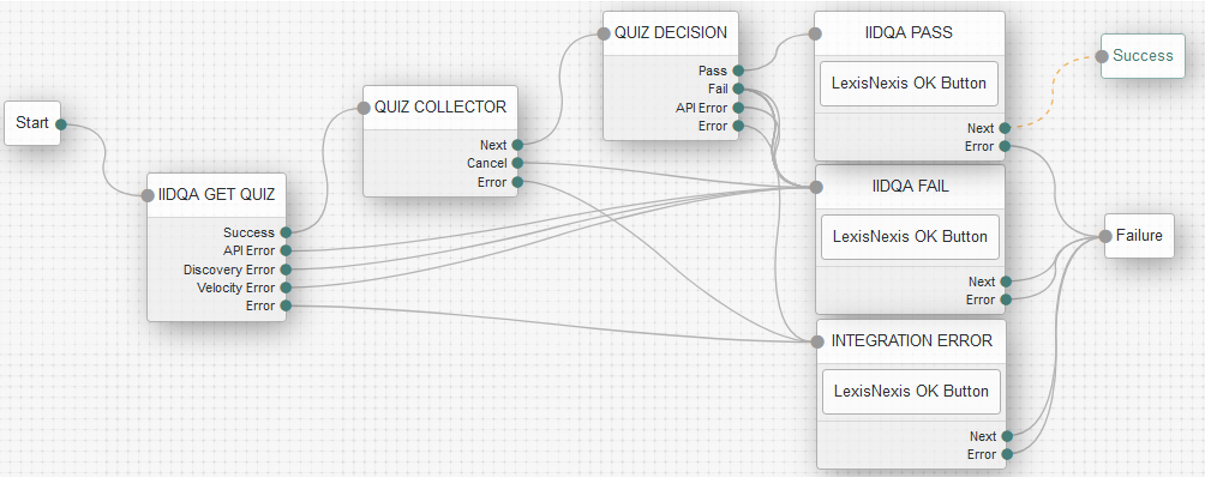 Start
IIDQA GET QUIZ
Success
API Error
Discovery Error
Velocity Error
Error
QUIZ COLLECTOR
Next
Cancel
Error
QUIZ DECISION
Pass
Fail
API Error
Error
IIDQA PASS
LexisNexis OK Button
Next
Error
IIDQA FAIL
LexisNexis OK Button
Next
Error
INTEGRATION ERROR
LexisNexis OK Button
Next
Error
Success
Failure